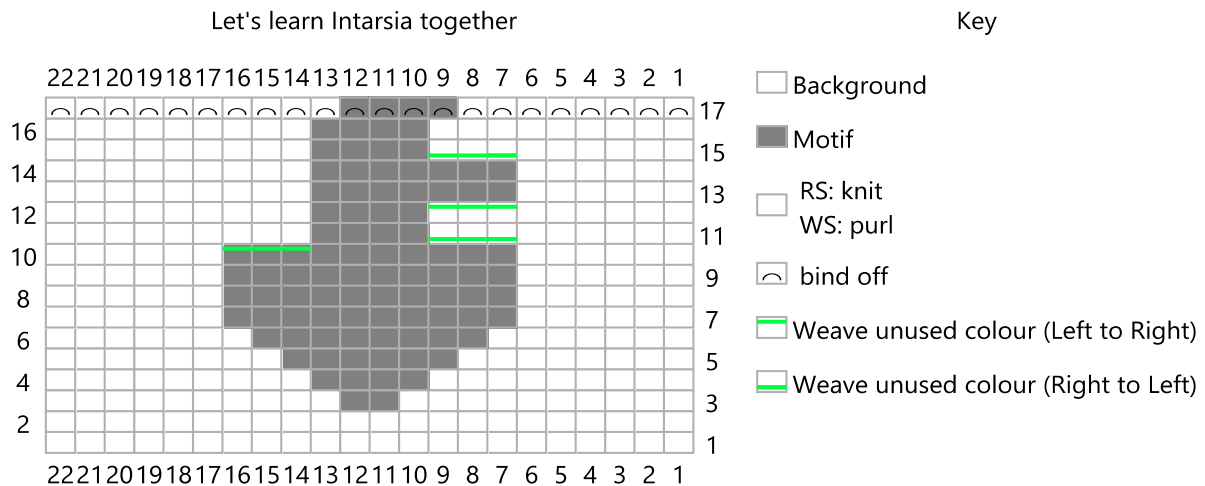 Let's learn Intarsia together
Key
22 21 20 19 18 17 16 15 14 13 12 11 10 9 8 7 6 5 4 3 2 1
Background
17
16
Motif
15
14
RS: knit
13
12
WS: purl
11
10
bind off
9
8
7
Weave unused colour (Left to Right)
6
5
4
Weave unused colour (Right to Left)
3
2
1
22 21 20 19 18 17 16 15 14 13 12 11 10 9 8 7 6 5 4 3 2 1